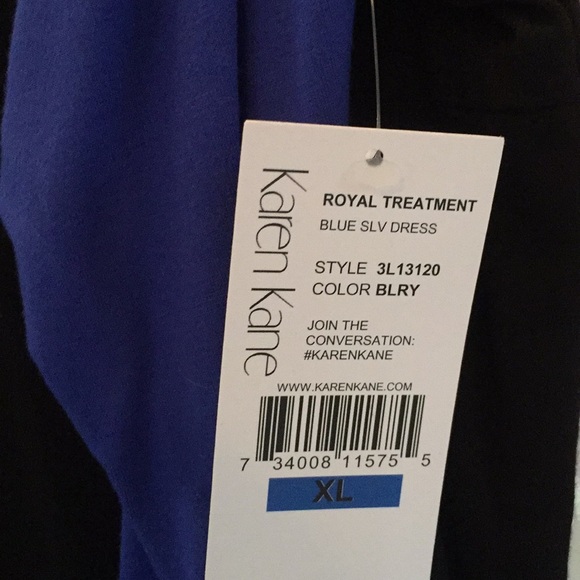 Karen Kane
ROYAL TREATMENT
BLUE SLV DRESS
STYLE 3L13120
COLOR BLRY
JOIN THE
CONVERSATION:
#KARENKANE
WWW.KARENKANE.COM
7 34008 11575 5
XL